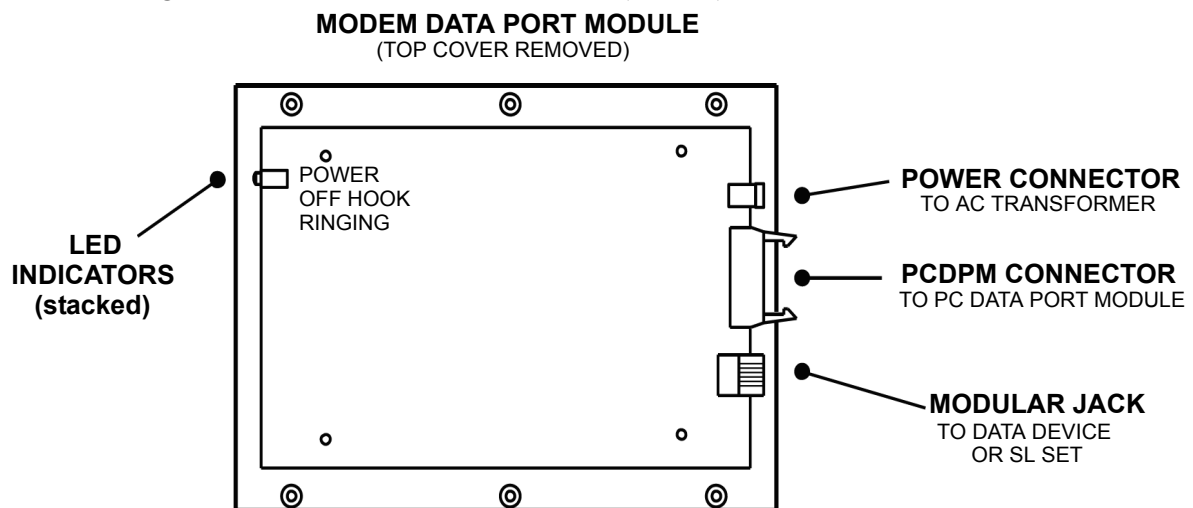 MODEM DATA PORT MODULE
(TOP COVER REMOVED)
POWER
OFF HOOK
RINGING
LED
INDICATORS
(stacked)
POWER CONNECTOR
TO AC TRANSFORMER
PCDPM CONNECTOR
TO PC DATA PORT MODULE
MODULAR JACK
TO DATA DEVICE
OR SL SET